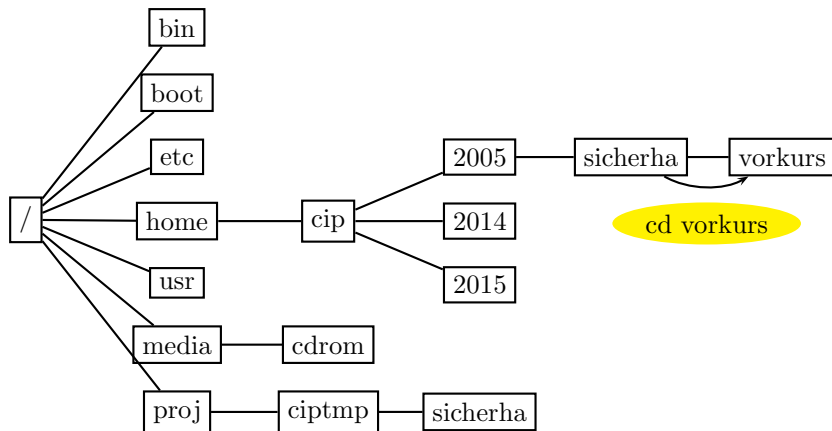 bin
boot
etc
2005 sicherha vorkurs
/ home cip 2014 cd vorkurs
usr 2015
media cdrom
proj ciptmp sicherha